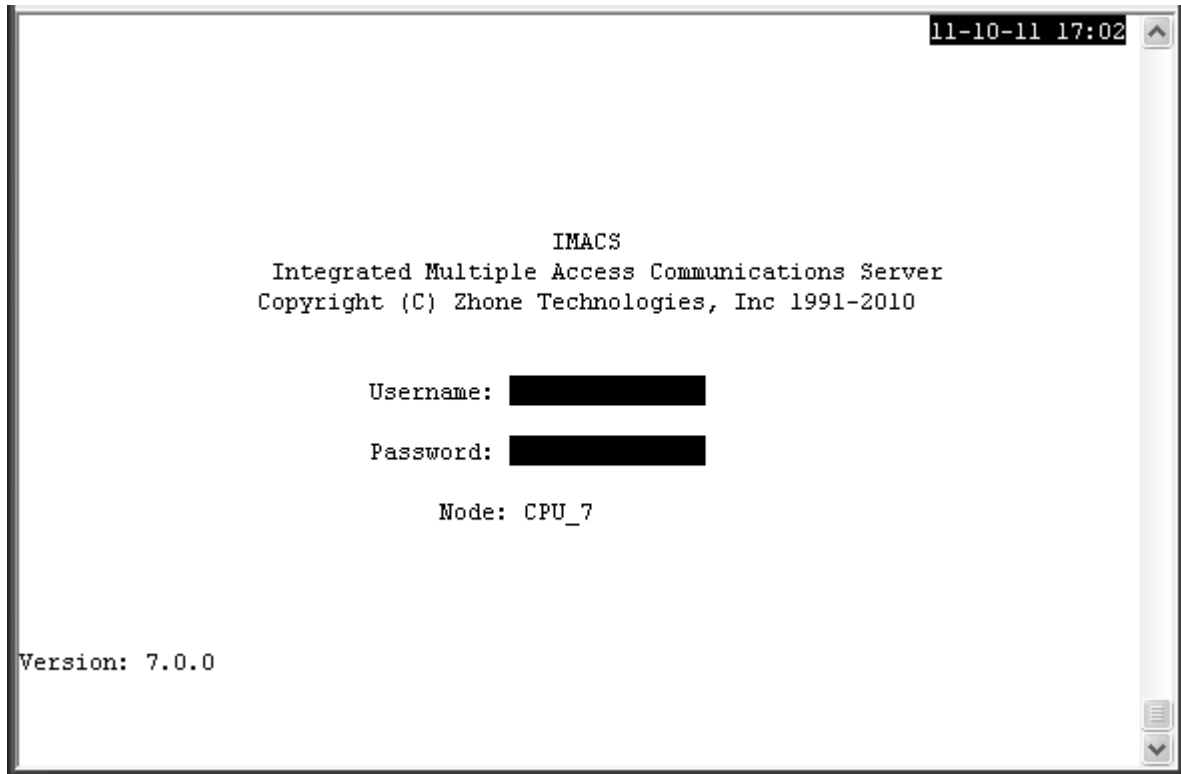 11-10-11 17:02
IMACS
Integrated Multiple Access Communications Server
Copyright (C) Zhone Technologies, Inc 1991-2010
Username:
Password:
Node: CPU_7
Version: 7.0.0